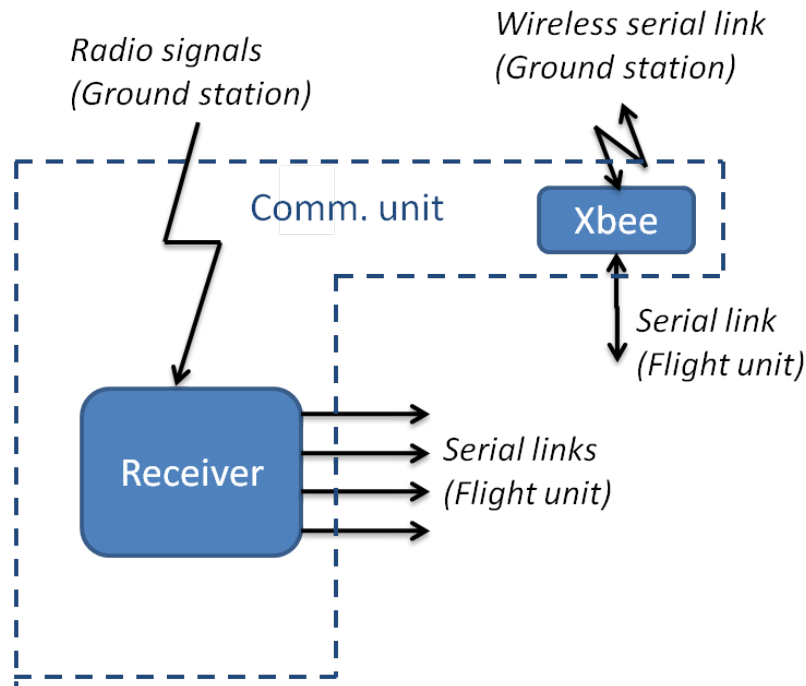 Radio signals
(Ground station)
Wireless serial link
(Ground station)
Comm. unit
Xbee
Serial link
(Flight unit)
Receiver
Serial links
(Flight unit)